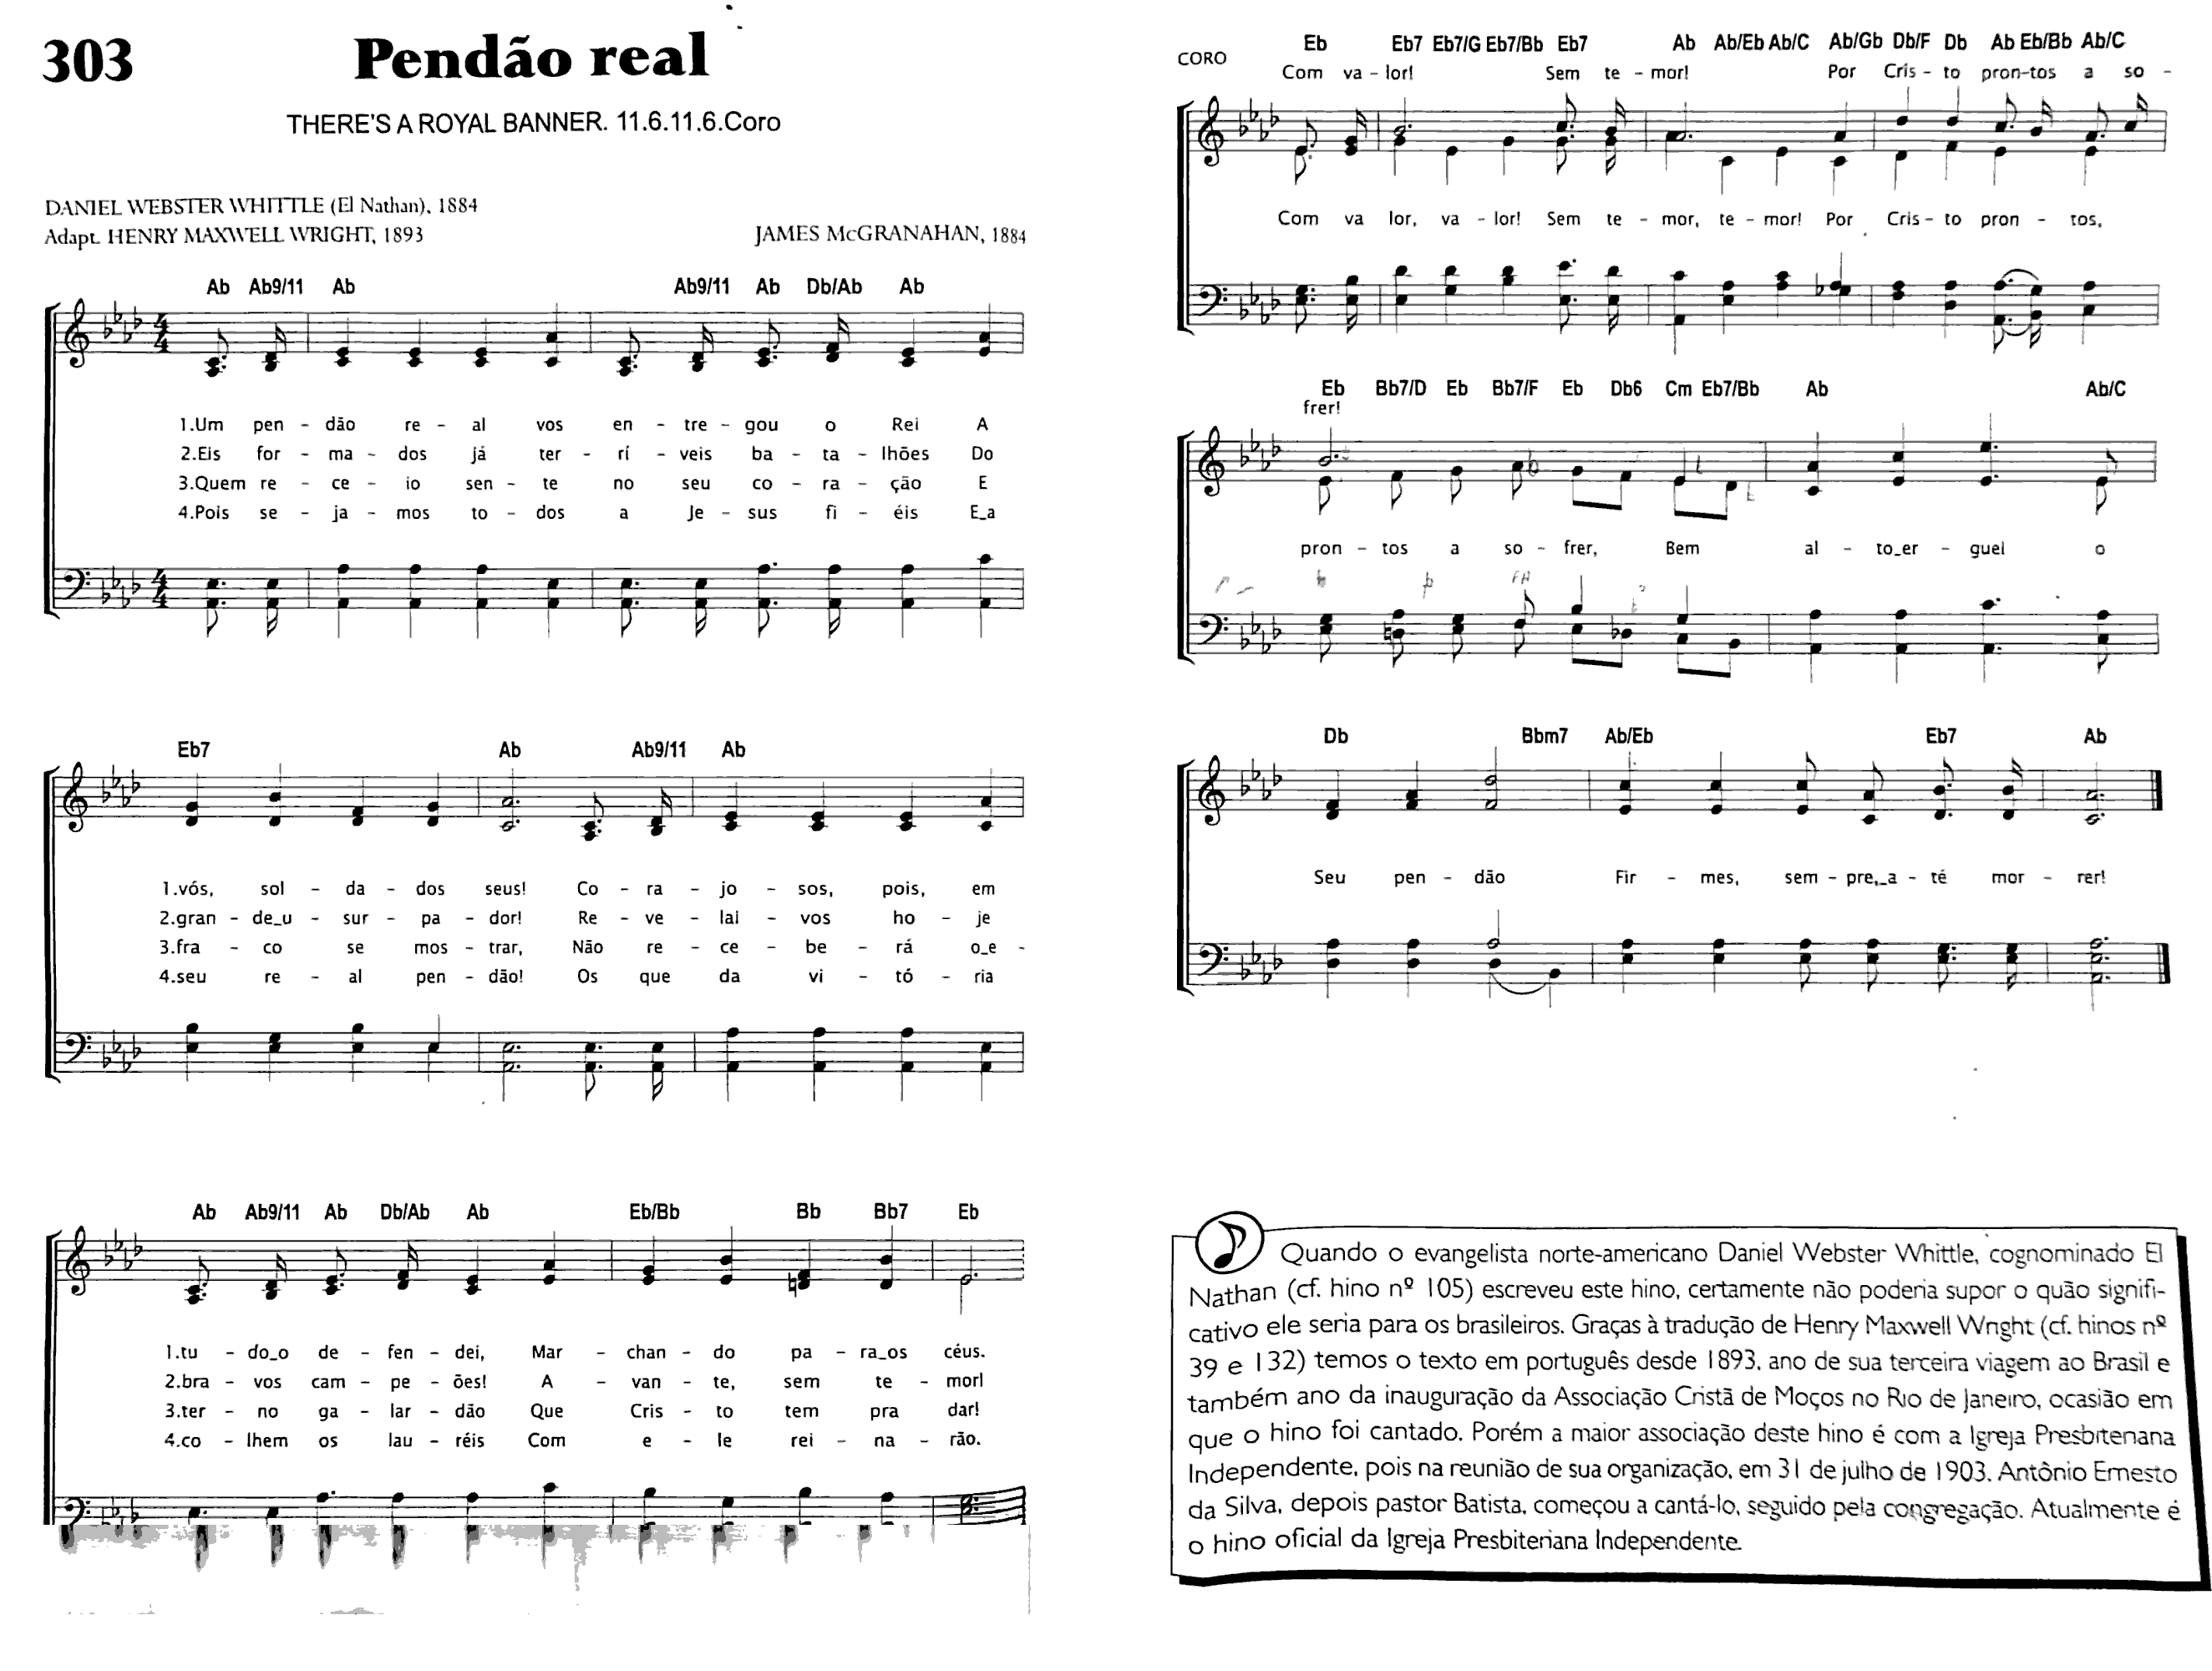 303
Pendão real
THERE'S A ROYAL BANNER. 11.6.11.6.Coro
DANIEL WEBSTER WHITTLE (El Nathan), 1884
Adapt. HENRY MAXWELL WRIGHT, 1893
JAMES McGRANAHAN, 1884
Ab Ab9/11 Ab Ab9/11 Ab Db/Ab Ab
1.Um pen - dão re - al vos en - tre - gou o Rei A
2.Eis for - ma - dos já ter - rí - veis ba - ta - lhões Do
3.Quem re - ce - io sen - te no seu co - ra - ção E
4.Pois se - ja - mos to - dos a Je - sus fi - éis E_a
Eb7 Ab Ab9/11 Ab
1.vós, sol - da - dos seus! Co - ra - jo - sos, pois, em
2.gran - de_u - sur - pa - dor! Re - ve - lai - vos ho - je
3.fra - co se mos - trar, Não re - ce - be - rá o_e -
4.seu re - al pen - dão! Os que da vi - tó - ria
Ab Ab9/11 Ab Db/Ab Ab Eb/Bb Bb Bb7 Eb
1.tu - do_o de - fen - dei, Mar - chan - do pa - ra_os céus.
2.bra - vos cam - pe - ões! A - van - te, sem te - mor!
3.ter - no ga - lar - dão Que Cris - to tem pra dar!
4.co - lhem os lau - réis Com e - le rei - na - rão.
CORO
Eb Eb7 Eb7/G Eb7/Bb Eb7 Ab Ab/Eb Ab/C Ab/Gb Db/F Db Ab Eb/Bb Ab/C
Com va - lor! Sem te - mor! Por Cris - to pron-tos a so -
Com va lor, va - lor! Sem te - mor, te - mor! Por Cris - to pron - tos,
Eb Bb7/D Eb Bb7/F Eb Db6 Cm Eb7/Bb Ab Ab/C
frer!
pron - tos a so - frer, Bem al - to_er - guei o
Db Bbm7 Ab/Eb Eb7 Ab
Seu pen - dão Fir - mes, sem - pre,_a - té mor - rer!
Quando o evangelista norte-americano Daniel Webster Whittle, cognominado El
Nathan (cf. hino nº 105) escreveu este hino, certamente não poderia supor o quão signifi-
cativo ele seria para os brasileiros. Graças à tradução de Henry Maxwell Wright (cf. hinos nº
39 e 132) temos o texto em português desde 1893, ano de sua terceira viagem ao Brasil e
também ano da inauguração da Associação Cristã de Moços no Rio de Janeiro, ocasião em
que o hino foi cantado. Porém a maior associação deste hino é com a Igreja Presbiteriana
Independente, pois na reunião de sua organização, em 31 de julho de 1903, Antônio Ernesto
da Silva, depois pastor Batista, começou a cantá-lo, seguido pela congregação. Atualmente é
o hino oficial da Igreja Presbiteriana Independente.